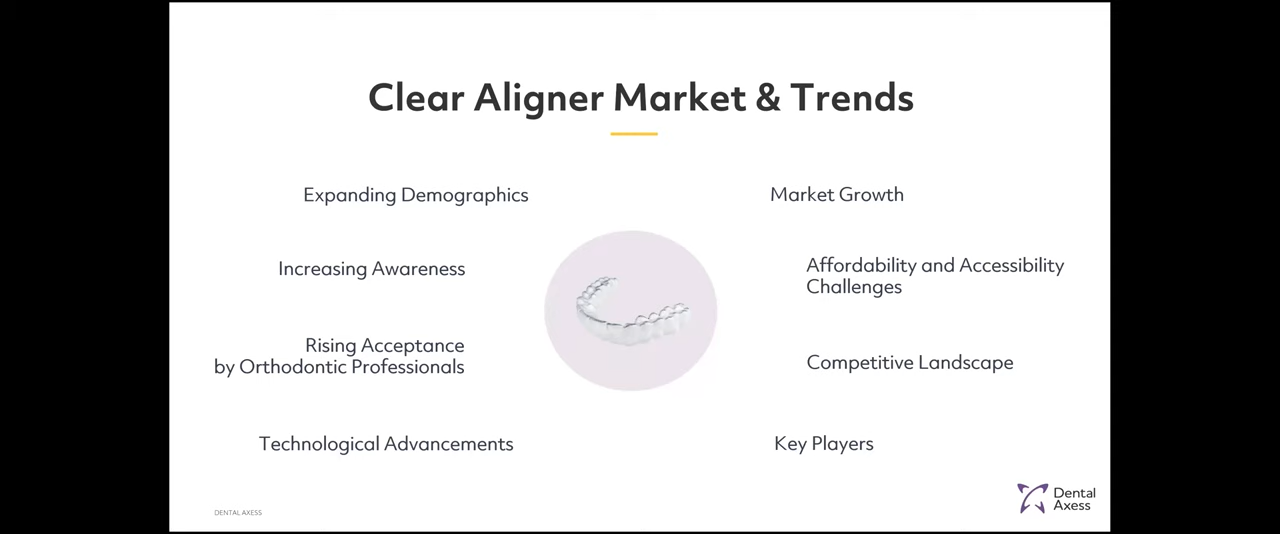 Clear Aligner Market & Trends
Expanding Demographics
Increasing Awareness
Rising Acceptance
by Orthodontic Professionals
Technological Advancements
Market Growth
Affordability and Accessibility
Challenges
Competitive Landscape
Key Players
DENTAL AXESS
Dental
Axess